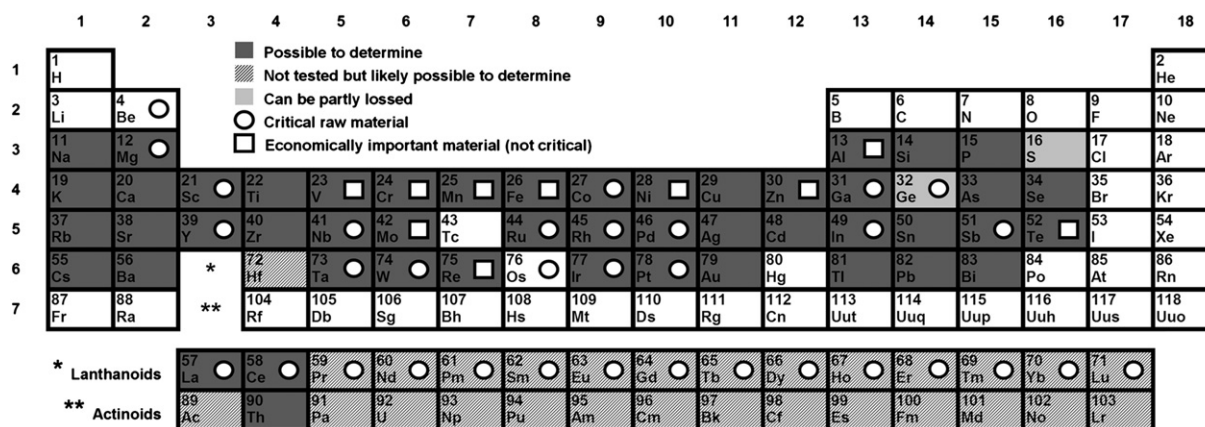 1 2 3 4 5 6 7 8 9 10 11 12 13 14 15 16 17 18
Possible to determine
Not tested but likely possible to determine
Can be partly lossed
Critical raw material
Economically important material (not critical)
1
1 2
H He
2
3 4 5 6 7 8 9 10
Li Be B C N O F Ne
3
11 12 13 14 15 16 17 18
Na Mg Al Si P S Cl Ar
4
19 20 21 22 23 24 25 26 27 28 29 30 31 32 33 34 35 36
K Ca Sc Ti V Cr Mn Fe Co Ni Cu Zn Ga Ge As Se Br Kr
5
37 38 39 40 41 42 43 44 45 46 47 48 49 50 51 52 53 54
Rb Sr Y Zr Nb Mo Tc Ru Rh Pd Ag Cd In Sn Sb Te I Xe
6
55 56 * 72 73 74 75 76 77 78 79 80 81 82 83 84 85 86
Cs Ba Hf Ta W Re Os Ir Pt Au Hg Tl Pb Bi Po At Rn
7
87 88 ** 104 105 106 107 108 109 110 111 112 113 114 115 116 117 118
Fr Ra Rf Db Sg Bh Hs Mt Ds Rg Cn Uut Uuq Uup Uuh Uus Uuo
* Lanthanoids
57 58 59 60 61 62 63 64 65 66 67 68 69 70 71
La Ce Pr Nd Pm Sm Eu Gd Tb Dy Ho Er Tm Yb Lu
** Actinoids
89 90 91 92 93 94 95 96 97 98 99 100 101 102 103
Ac Th Pa U Np Pu Am Cm Bk Cf Es Fm Md No Lr